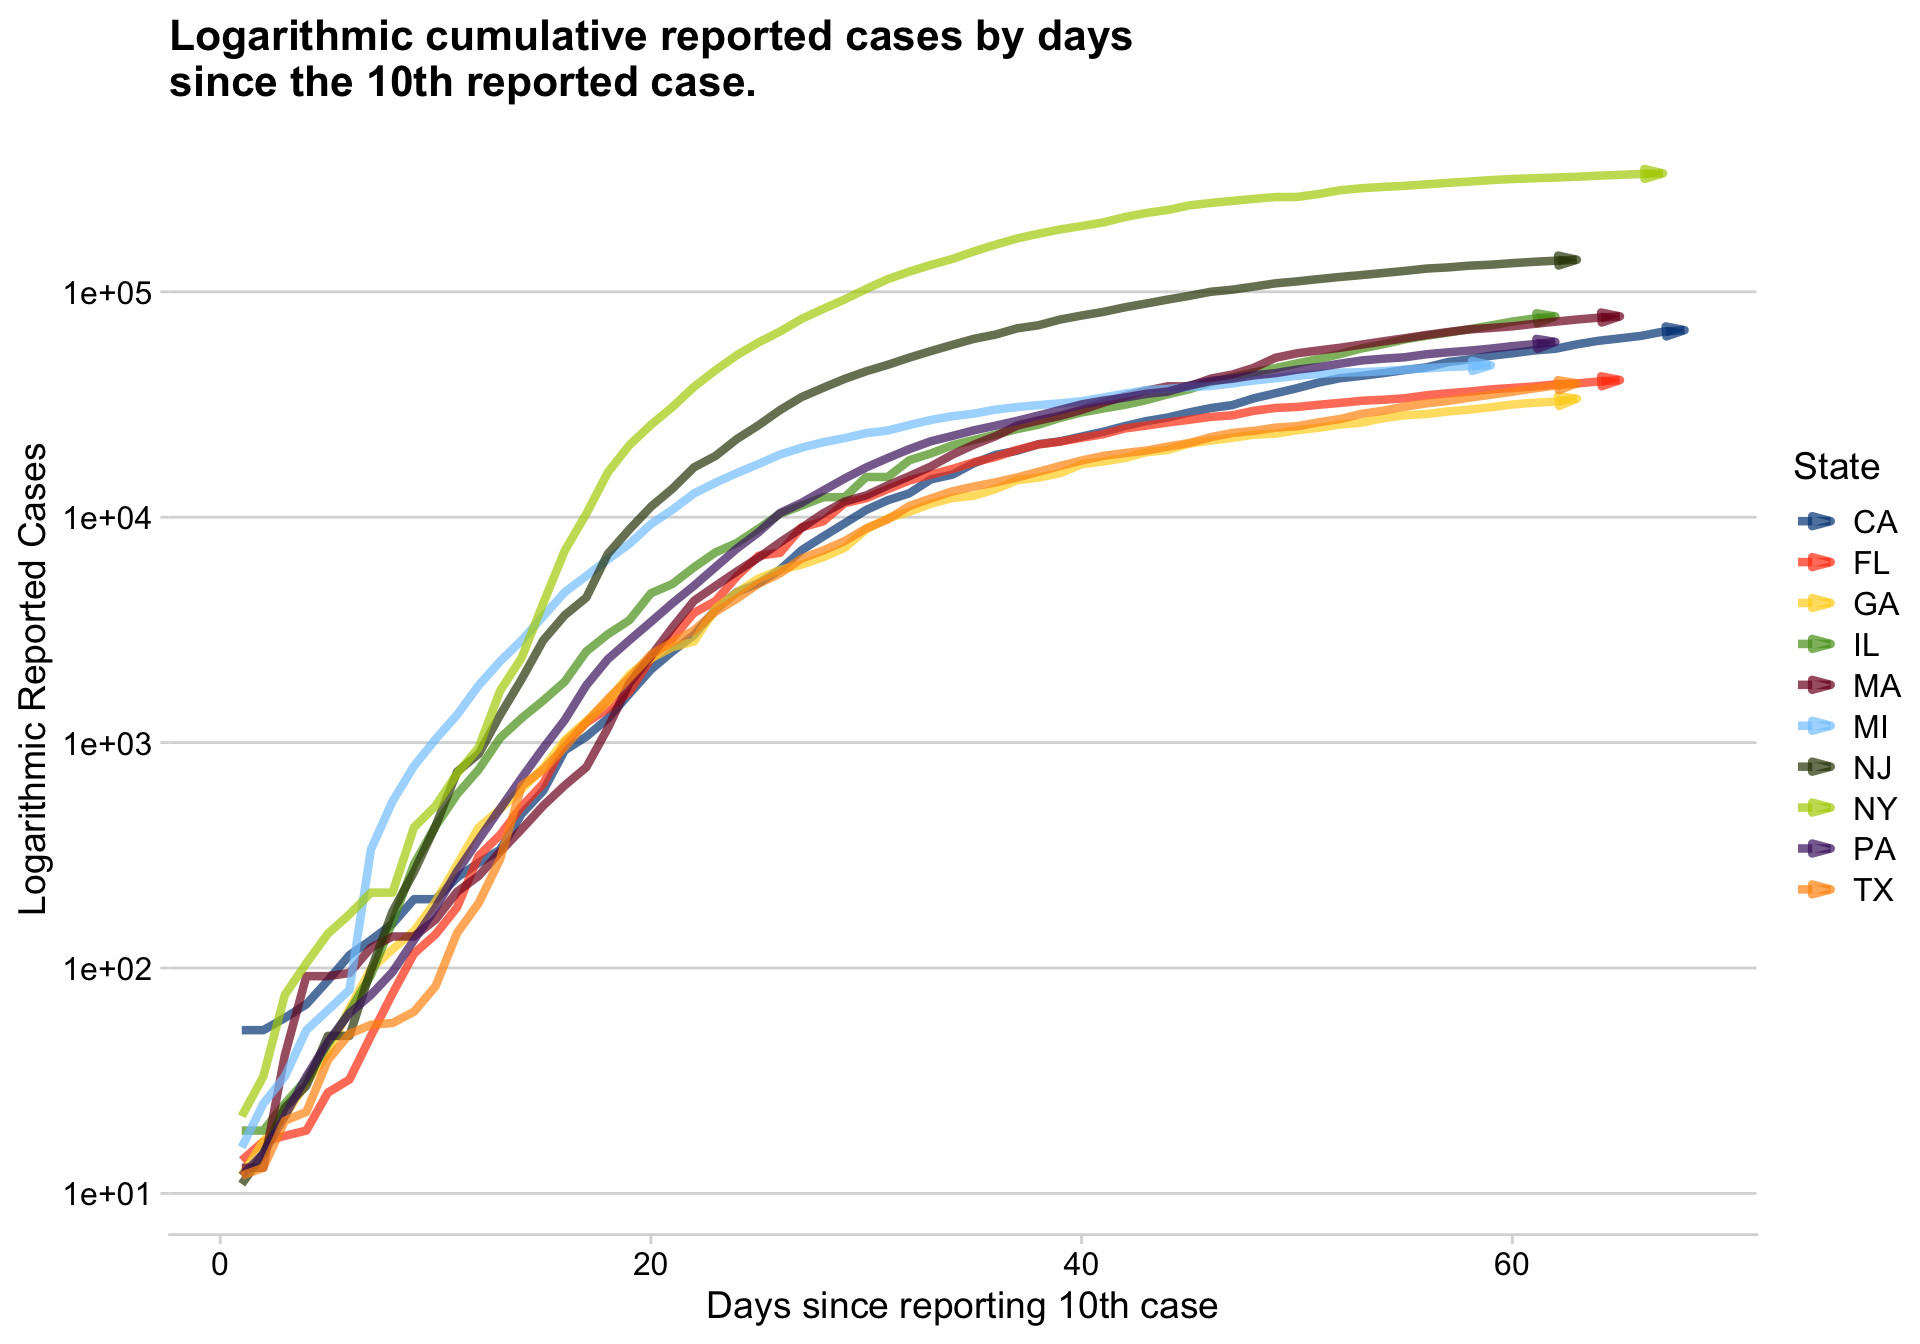 Logarithmic cumulative reported cases by days
since the 10th reported case.
Logarithmic Reported Cases
1e+05
1e+04
1e+03
1e+02
1e+01
0
20
40
60
Days since reporting 10th case
State
CA
FL
GA
IL
MA
MI
NJ
NY
PA
TX